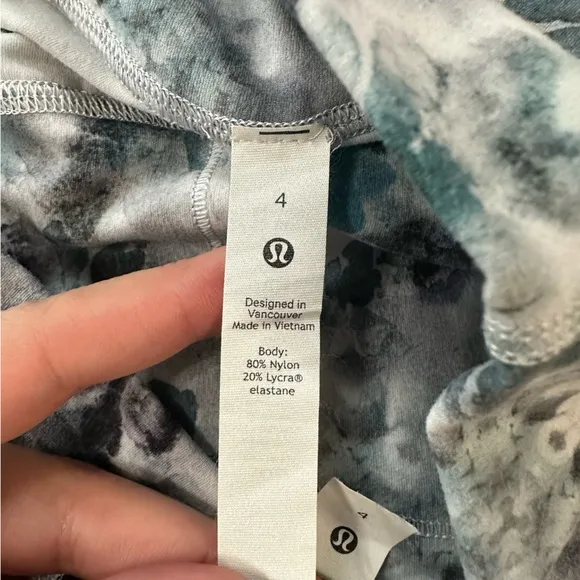 4
Designed in
Vancouver
Made in Vietnam
Body:
80% Nylon
20% Lycra®
elastane
4